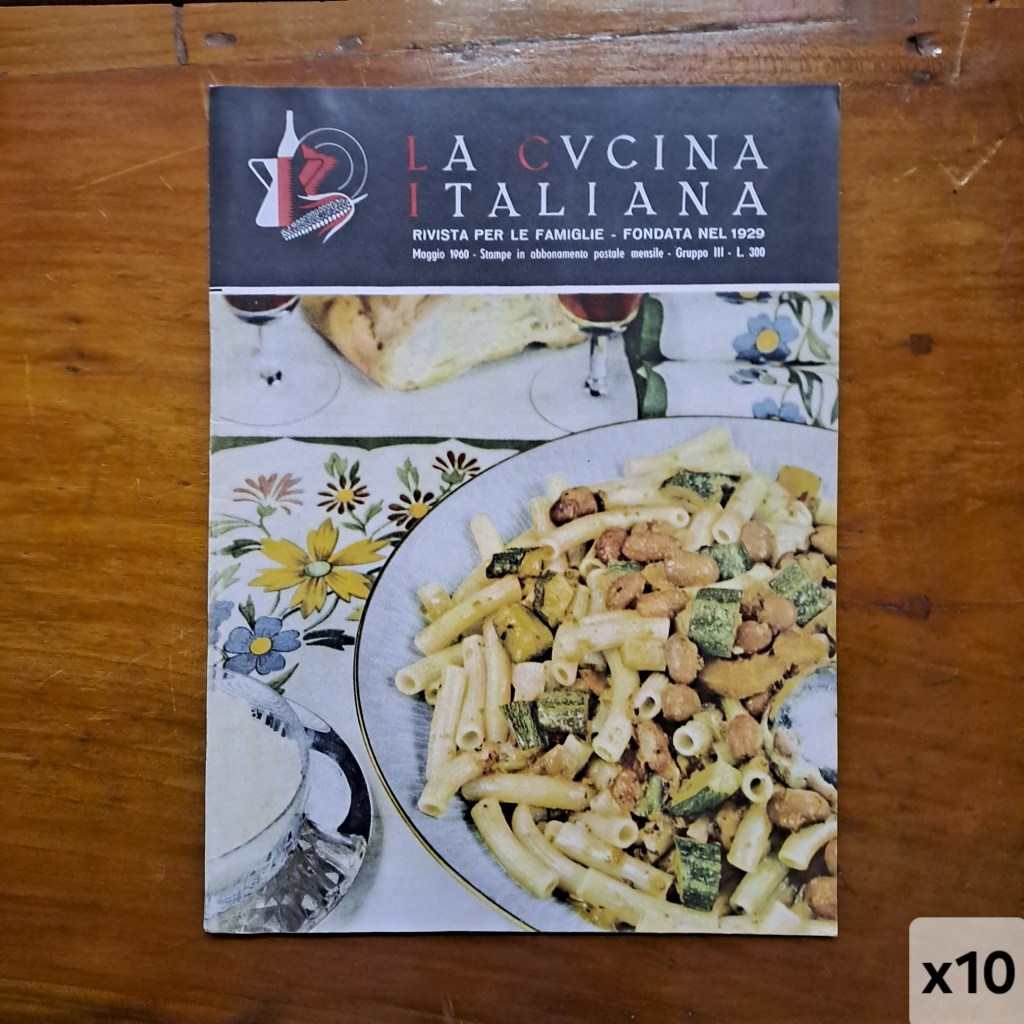 LA CVCINA
ITALIANA
RIVISTA PER LE FAMIGLIE - FONDATA NEL 1929
Maggio 1960 - Stampe in abbonamento postale mensile - Gruppo III - L. 300
x10